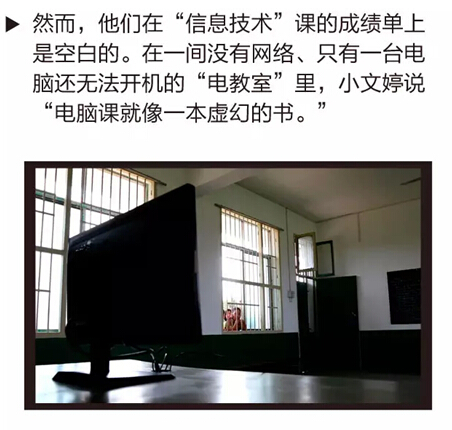 ▶ 然而，他们在“信息技术”课的成绩单上
是空白的。在一间没有网络、只有一台电
脑还无法开机的“电教室”里，小文婷说
“电脑课就像一本虚幻的书。”